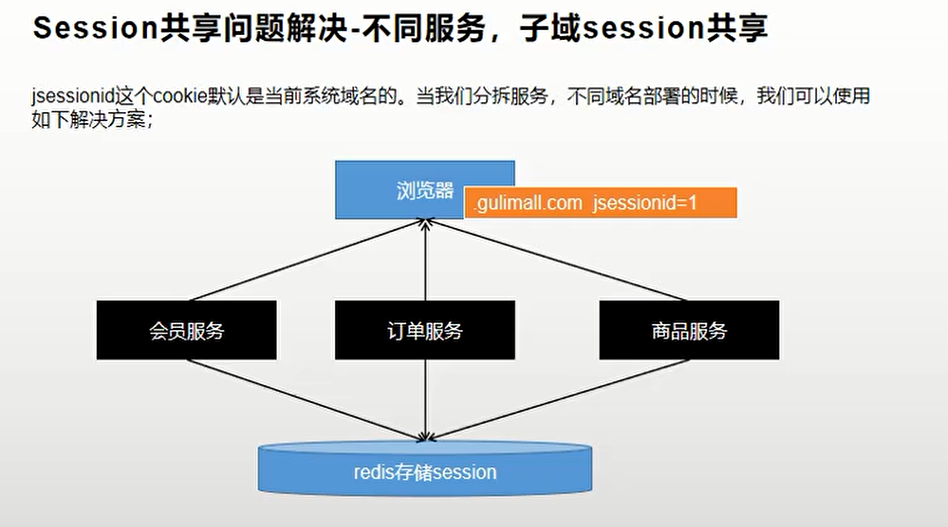 Session共享问题解决-不同服务，子域session共享
jsessionid这个cookie默认是当前系统域名的。当我们分拆服务，不同域名部署的时候，我们可以使用
如下解决方案；
浏览器
.gulimall.com jsessionid=1
会员服务
订单服务
商品服务
redis存储session